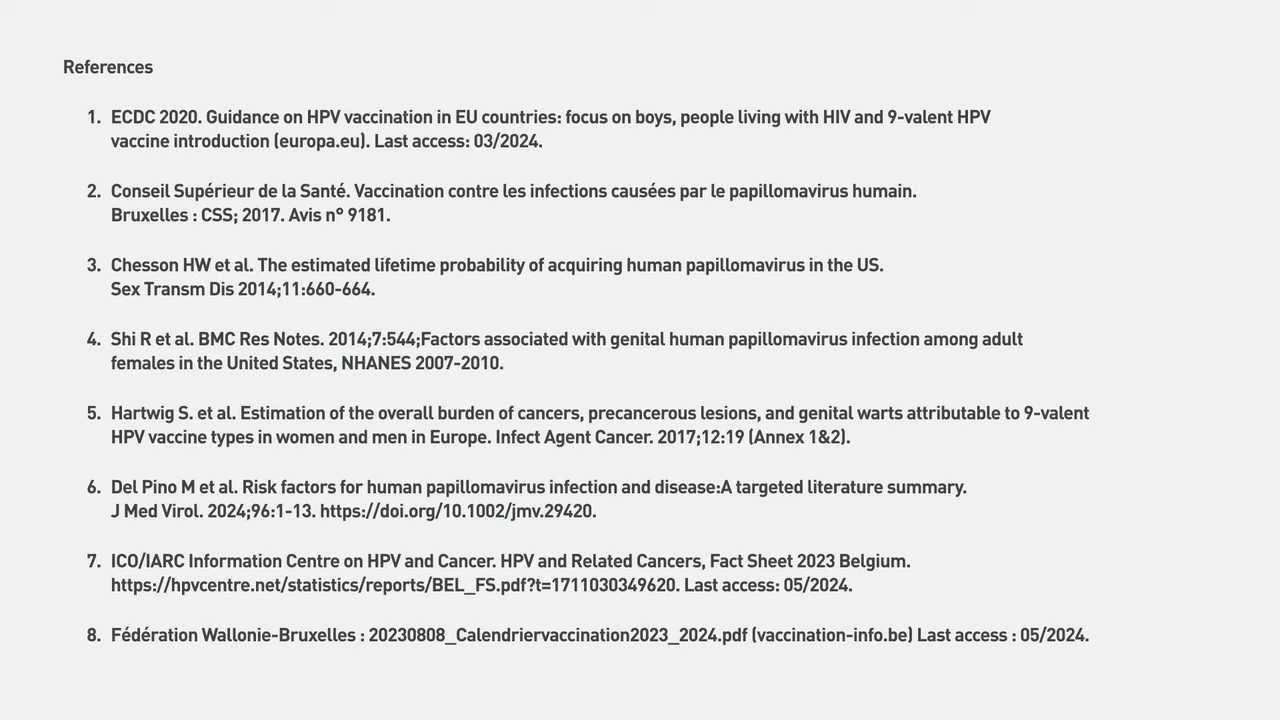 References
1. ECDC 2020. Guidance on HPV vaccination in EU countries: focus on boys, people living with HIV and 9-valent HPV
vaccine introduction (europa.eu). Last access: 03/2024.
2. Conseil Supérieur de la Santé. Vaccination contre les infections causées par le papillomavirus humain.
Bruxelles : CSS; 2017. Avis n° 9181.
3. Chesson HW et al. The estimated lifetime probability of acquiring human papillomavirus in the US.
Sex Transm Dis 2014;11:660-664.
4. Shi R et al. BMC Res Notes. 2014;7:544;Factors associated with genital human papillomavirus infection among adult
females in the United States, NHANES 2007-2010.
5. Hartwig S. et al. Estimation of the overall burden of cancers, precancerous lesions, and genital warts attributable to 9-valent
HPV vaccine types in women and men in Europe. Infect Agent Cancer. 2017;12:19 (Annex 1&2).
6. Del Pino M et al. Risk factors for human papillomavirus infection and disease:A targeted literature summary.
J Med Virol. 2024;96:1-13. https://doi.org/10.1002/jmv.29420.
7. ICO/IARC Information Centre on HPV and Cancer. HPV and Related Cancers, Fact Sheet 2023 Belgium.
https://hpvcentre.net/statistics/reports/BEL_FS.pdf?t=1711030349620. Last access: 05/2024.
8. Fédération Wallonie-Bruxelles : 20230808_Calendriervaccination2023_2024.pdf (vaccination-info.be) Last access : 05/2024.